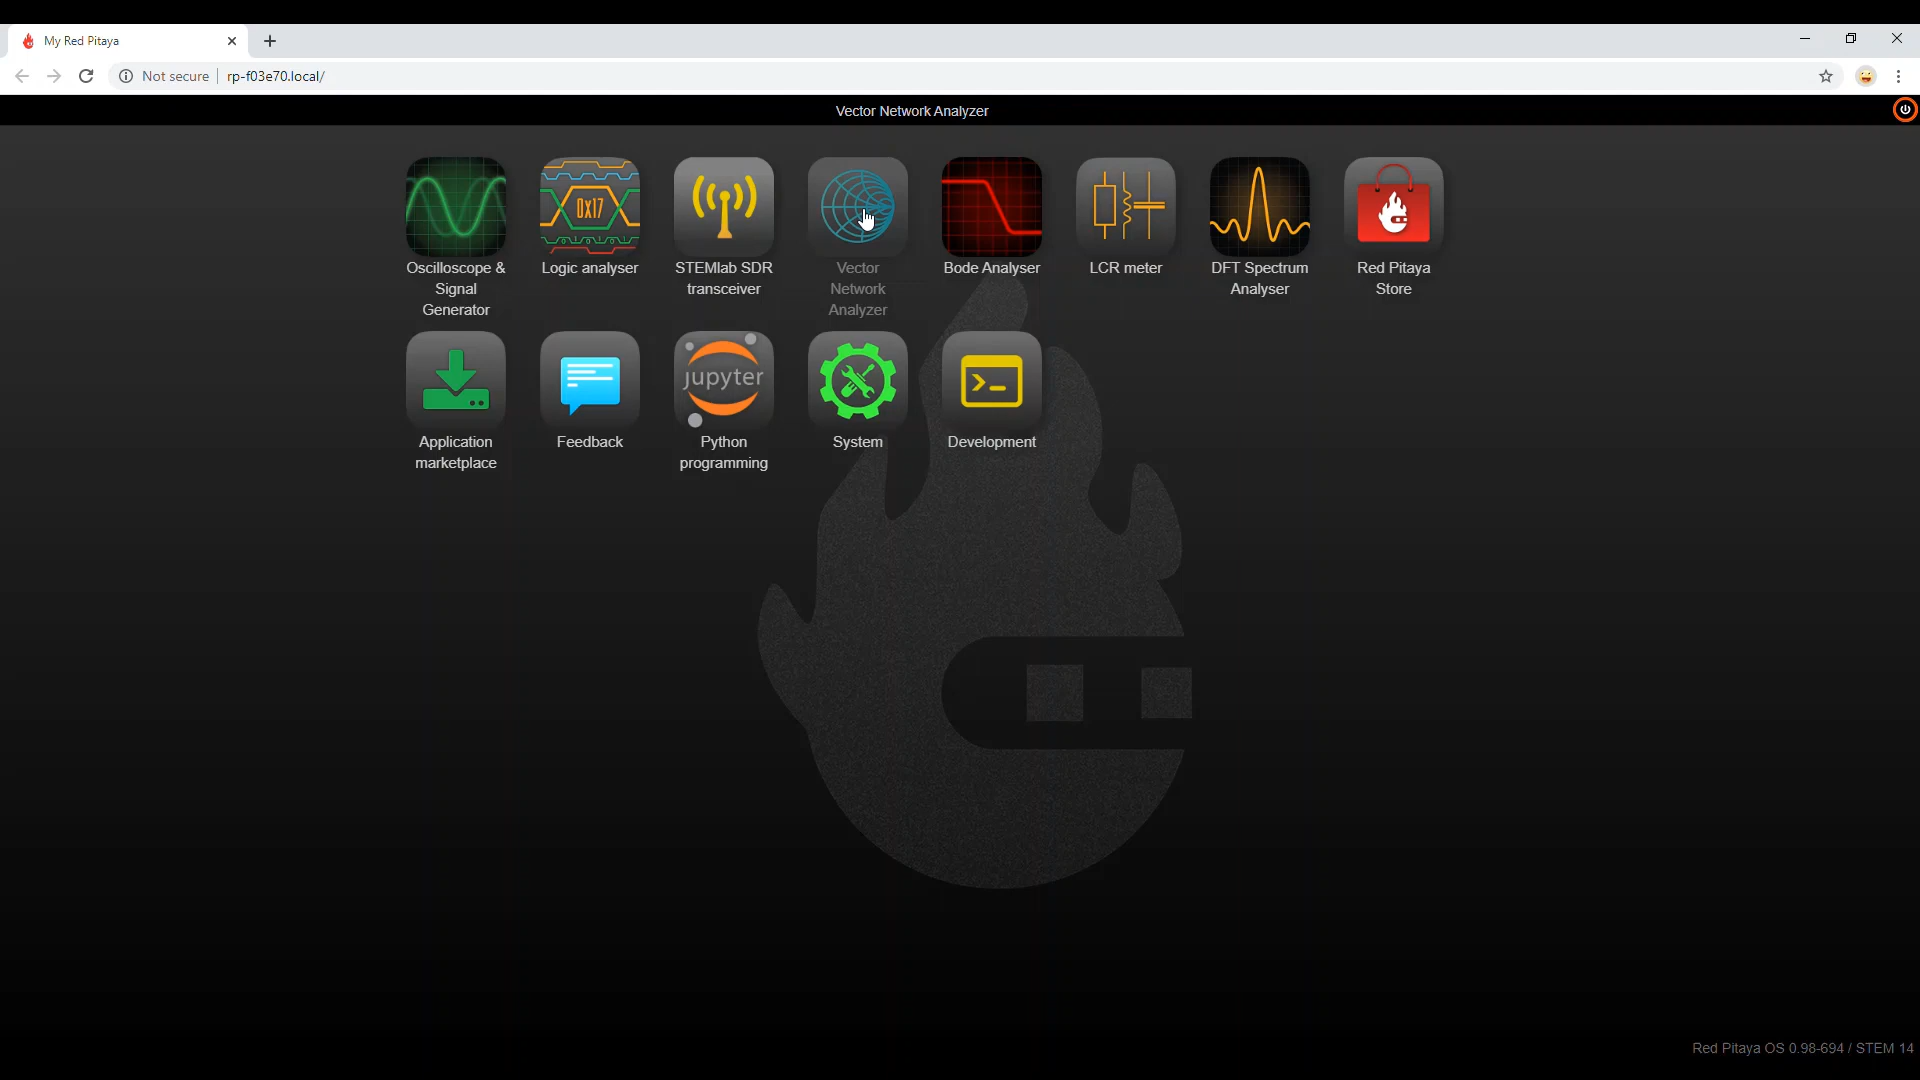 My Red Pitaya
Not secure
rp-f03e70.local/
Vector Network Analyzer
0x17
Oscilloscope &
Signal
Generator
Logic analyser
STEMlab SDR
transceiver
Vector
Network
Analyzer
Bode Analyser
LCR meter
DFT Spectrum
Analyser
Red Pitaya
Store
jupyter
>_
Application
marketplace
Feedback
Python
programming
System
Development
Red Pitaya OS 0.98-694 / STEM 14